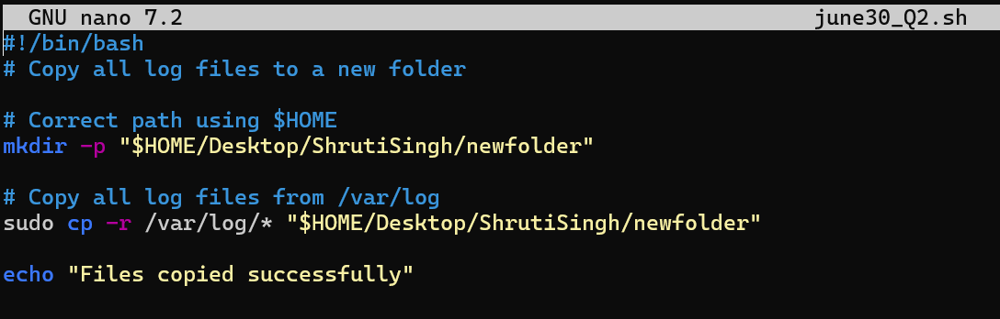 GNU nano 7.2 june30_Q2.sh
#!/bin/bash
# Copy all log files to a new folder
# Correct path using $HOME
mkdir -p "$HOME/Desktop/ShrutiSingh/newfolder"
# Copy all log files from /var/log
sudo cp -r /var/log/* "$HOME/Desktop/ShrutiSingh/newfolder"
echo "Files copied successfully"